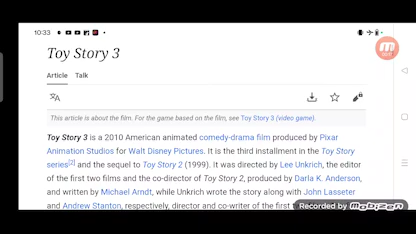 10:33
Toy Story 3
Article Talk
This article is about the film. For the game based on the film, see Toy Story 3 (video game).
Toy Story 3 is a 2010 American animated comedy-drama film produced by Pixar
Animation Studios for Walt Disney Pictures. It is the third installment in the Toy Story
series[2] and the sequel to Toy Story 2 (1999). It was directed by Lee Unkrich, the editor
of the first two films and the co-director of Toy Story 2, produced by Darla K. Anderson,
and written by Michael Arndt, while Unkrich wrote the story along with John Lasseter
and Andrew Stanton, respectively, director and co-writer of the first
Recorded by mobizen